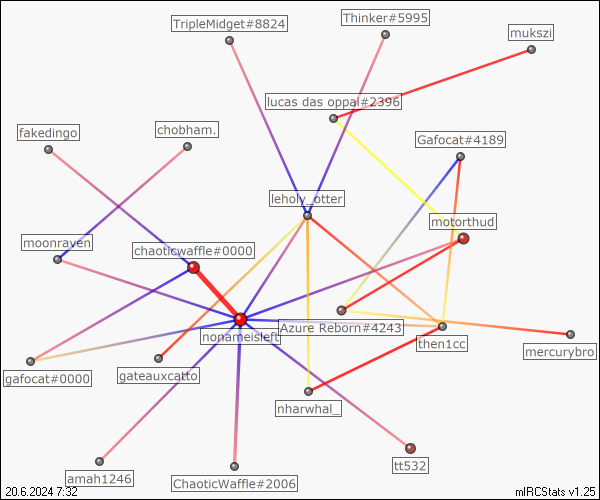 TripleMidget#8824
Thinker#5995
mukszi
lucas das oppal#2396
fakedingo
chobham.
Gafocat#4189
leholy_otter
motorthud
moonraven
chaoticwaffle#0000
Azure Reborn#4243
nonameisleft
then1cc
mercurybro
gafocat#0000
gateauxcatto
nharwhal_
tt532
amah1246
ChaoticWaffle#2006
20.6.2024 7:32
mIRCStats v1.25